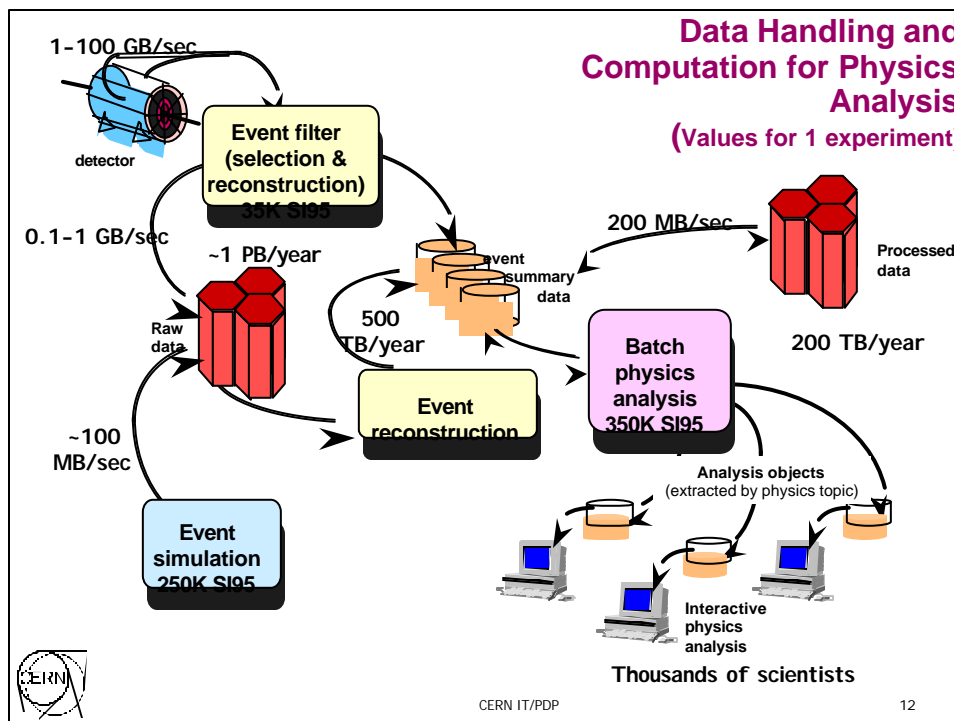 Data Handling and
Computation for Physics
Analysis
(Values for 1 experiment)
1-100 GB/sec
detector
Event filter
(selection &
reconstruction)
35K SI95
0.1-1 GB/sec
~1 PB/year
200 MB/sec
Processed
data
event
summary
data
Raw
data
500
TB/year
200 TB/year
Batch
physics
analysis
350K SI95
Event
reconstruction
~100
MB/sec
Analysis objects
(extracted by physics topic)
Event
simulation
250K SI95
Interactive
physics
analysis
Thousands of scientists
CERN
CERN IT/PDP
12